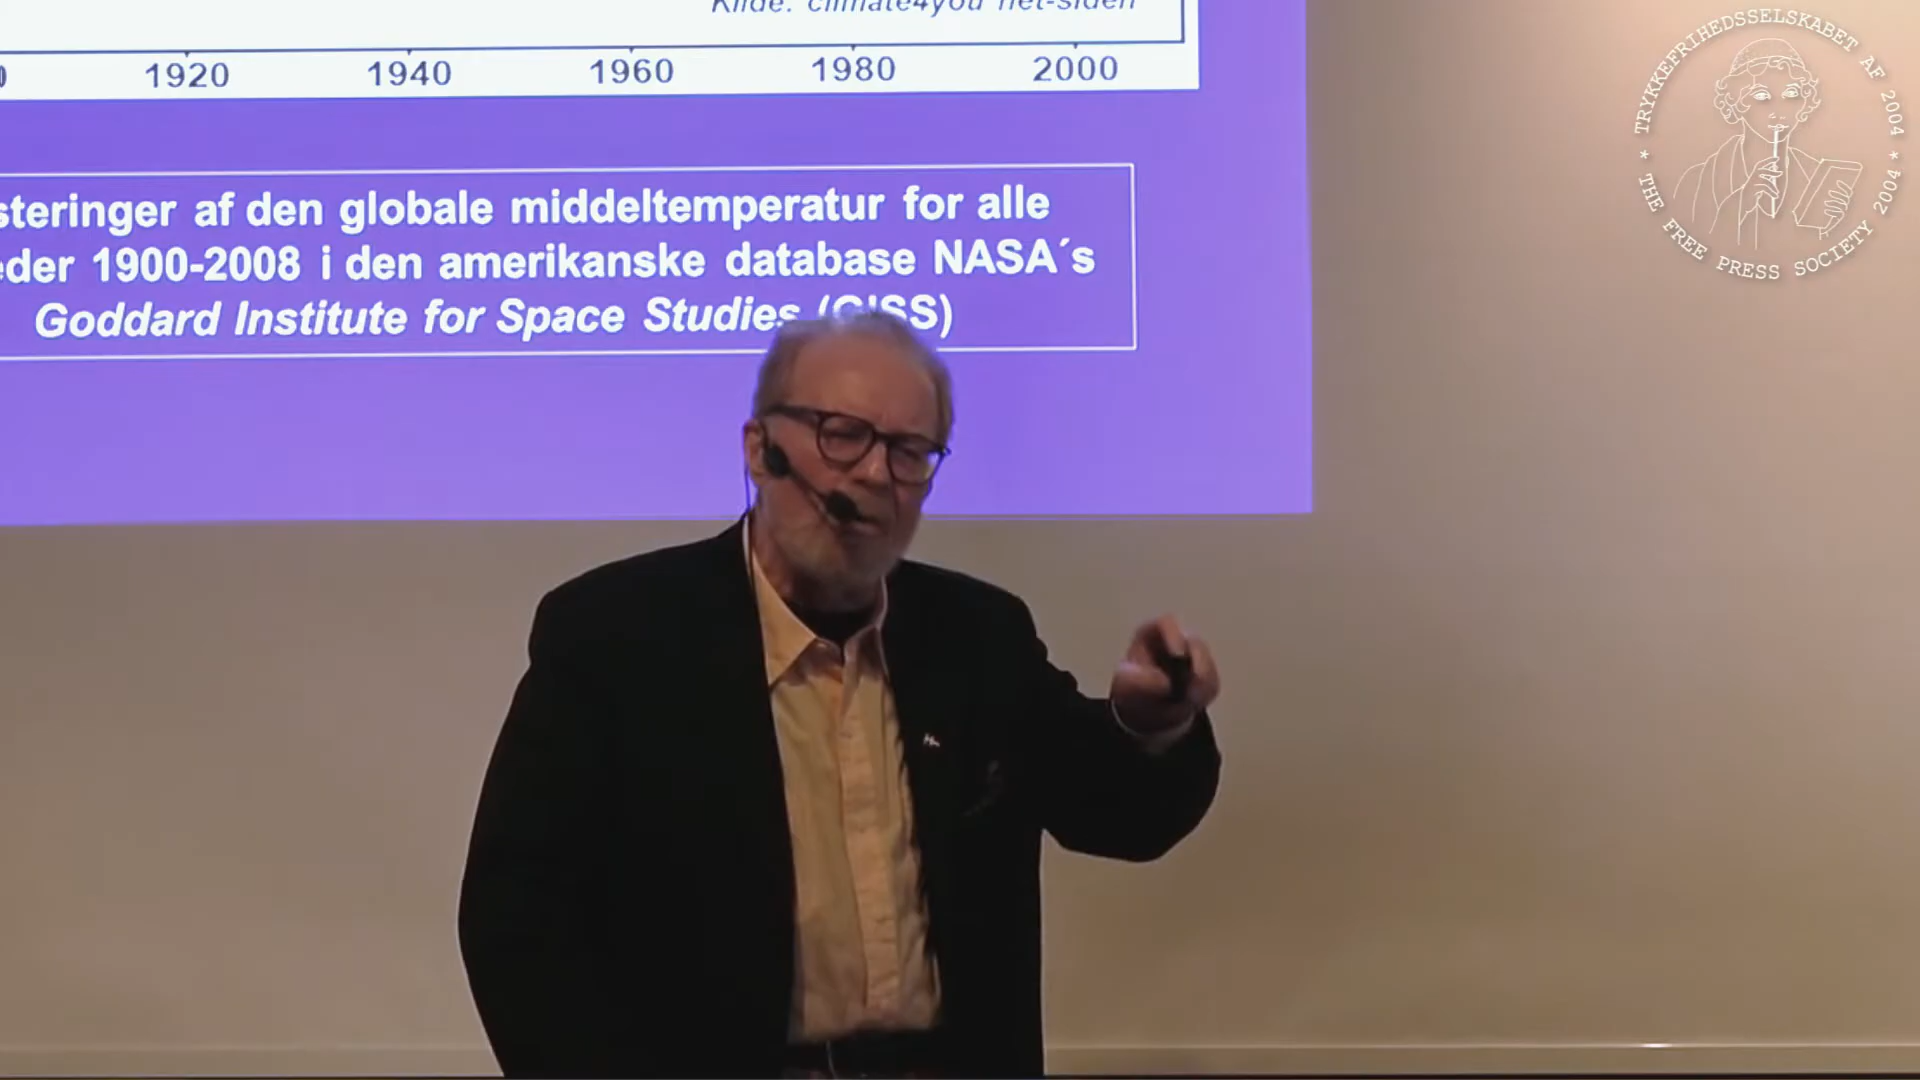 Kilde: climate4you net-siden
1920 1940 1960 1980 2000
steringer af den globale middeltemperatur for alle
eder 1900-2008 i den amerikanske database NASA´s
Goddard Institute for Space Studies (GISS)
* TRYKKEFRIHEDSSELSKABET AF 2004 *
THE FREE PRESS SOCIETY 2004